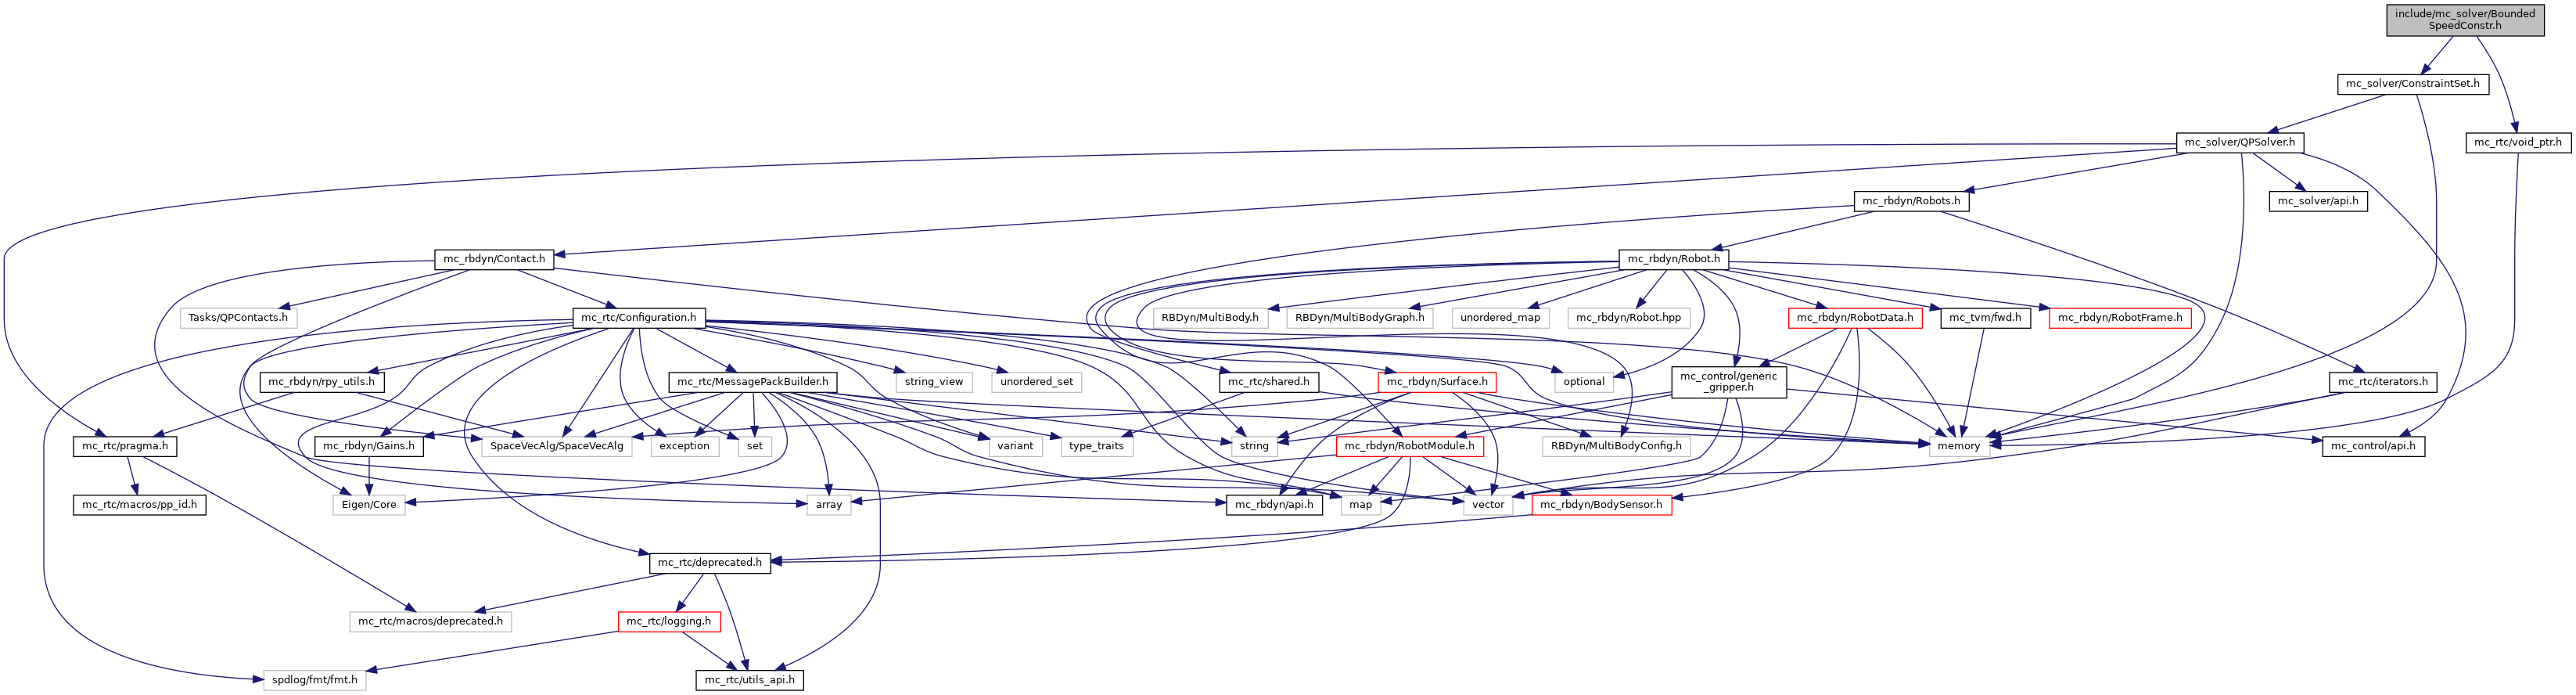 include/mc_solver/Bounded
SpeedConstr.h
mc_solver/ConstraintSet.h
mc_solver/QPSolver.h
mc_rtc/void_ptr.h
mc_rbdyn/Robots.h
mc_solver/api.h
mc_rbdyn/Contact.h
mc_rbdyn/Robot.h
Tasks/QPContacts.h
mc_rtc/Configuration.h
RBDyn/MultiBody.h
RBDyn/MultiBodyGraph.h
unordered_map
mc_rbdyn/Robot.hpp
mc_rbdyn/RobotData.h
mc_tvm/fwd.h
mc_rbdyn/RobotFrame.h
mc_rbdyn/rpy_utils.h
mc_rtc/MessagePackBuilder.h
string_view
unordered_set
mc_rtc/shared.h
mc_rbdyn/Surface.h
optional
mc_control/generic
_gripper.h
mc_rtc/iterators.h
mc_rtc/pragma.h
mc_rbdyn/Gains.h
SpaceVecAlg/SpaceVecAlg
exception
set
variant
type_traits
string
mc_rbdyn/RobotModule.h
RBDyn/MultiBodyConfig.h
memory
mc_control/api.h
mc_rtc/macros/pp_id.h
Eigen/Core
array
mc_rbdyn/api.h
map
vector
mc_rbdyn/BodySensor.h
mc_rtc/deprecated.h
mc_rtc/macros/deprecated.h
mc_rtc/logging.h
spdlog/fmt/fmt.h
mc_rtc/utils_api.h